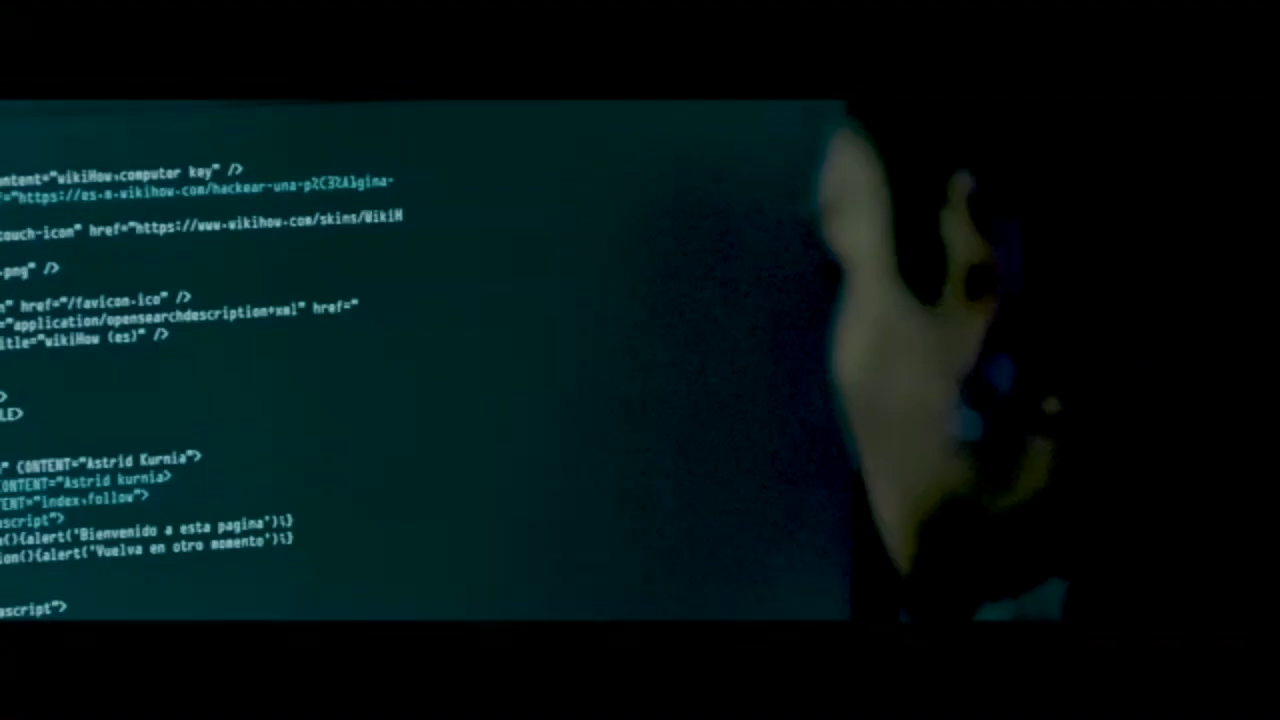 ontent="wikiHow,computer key" />
f="https://es.m.wikihow.com/hackear-una-p%C3%A1gina-
touch-icon" href="https://www.wikihow.com/skins/WikiH
.png" />
n" href="/favicon.ico" />
="application/opensearchdescription+xml" href="
itle="wikiHow (es)" />
>
LE>
" CONTENT="Astrid Kurnia">
CONTENT="Astrid kurnia>
TENT="index,follow">
ascript">
n(){alert('Bienvenido a esta pagina');}
ion(){alert('Vuelva en otro momento');}
ascript">